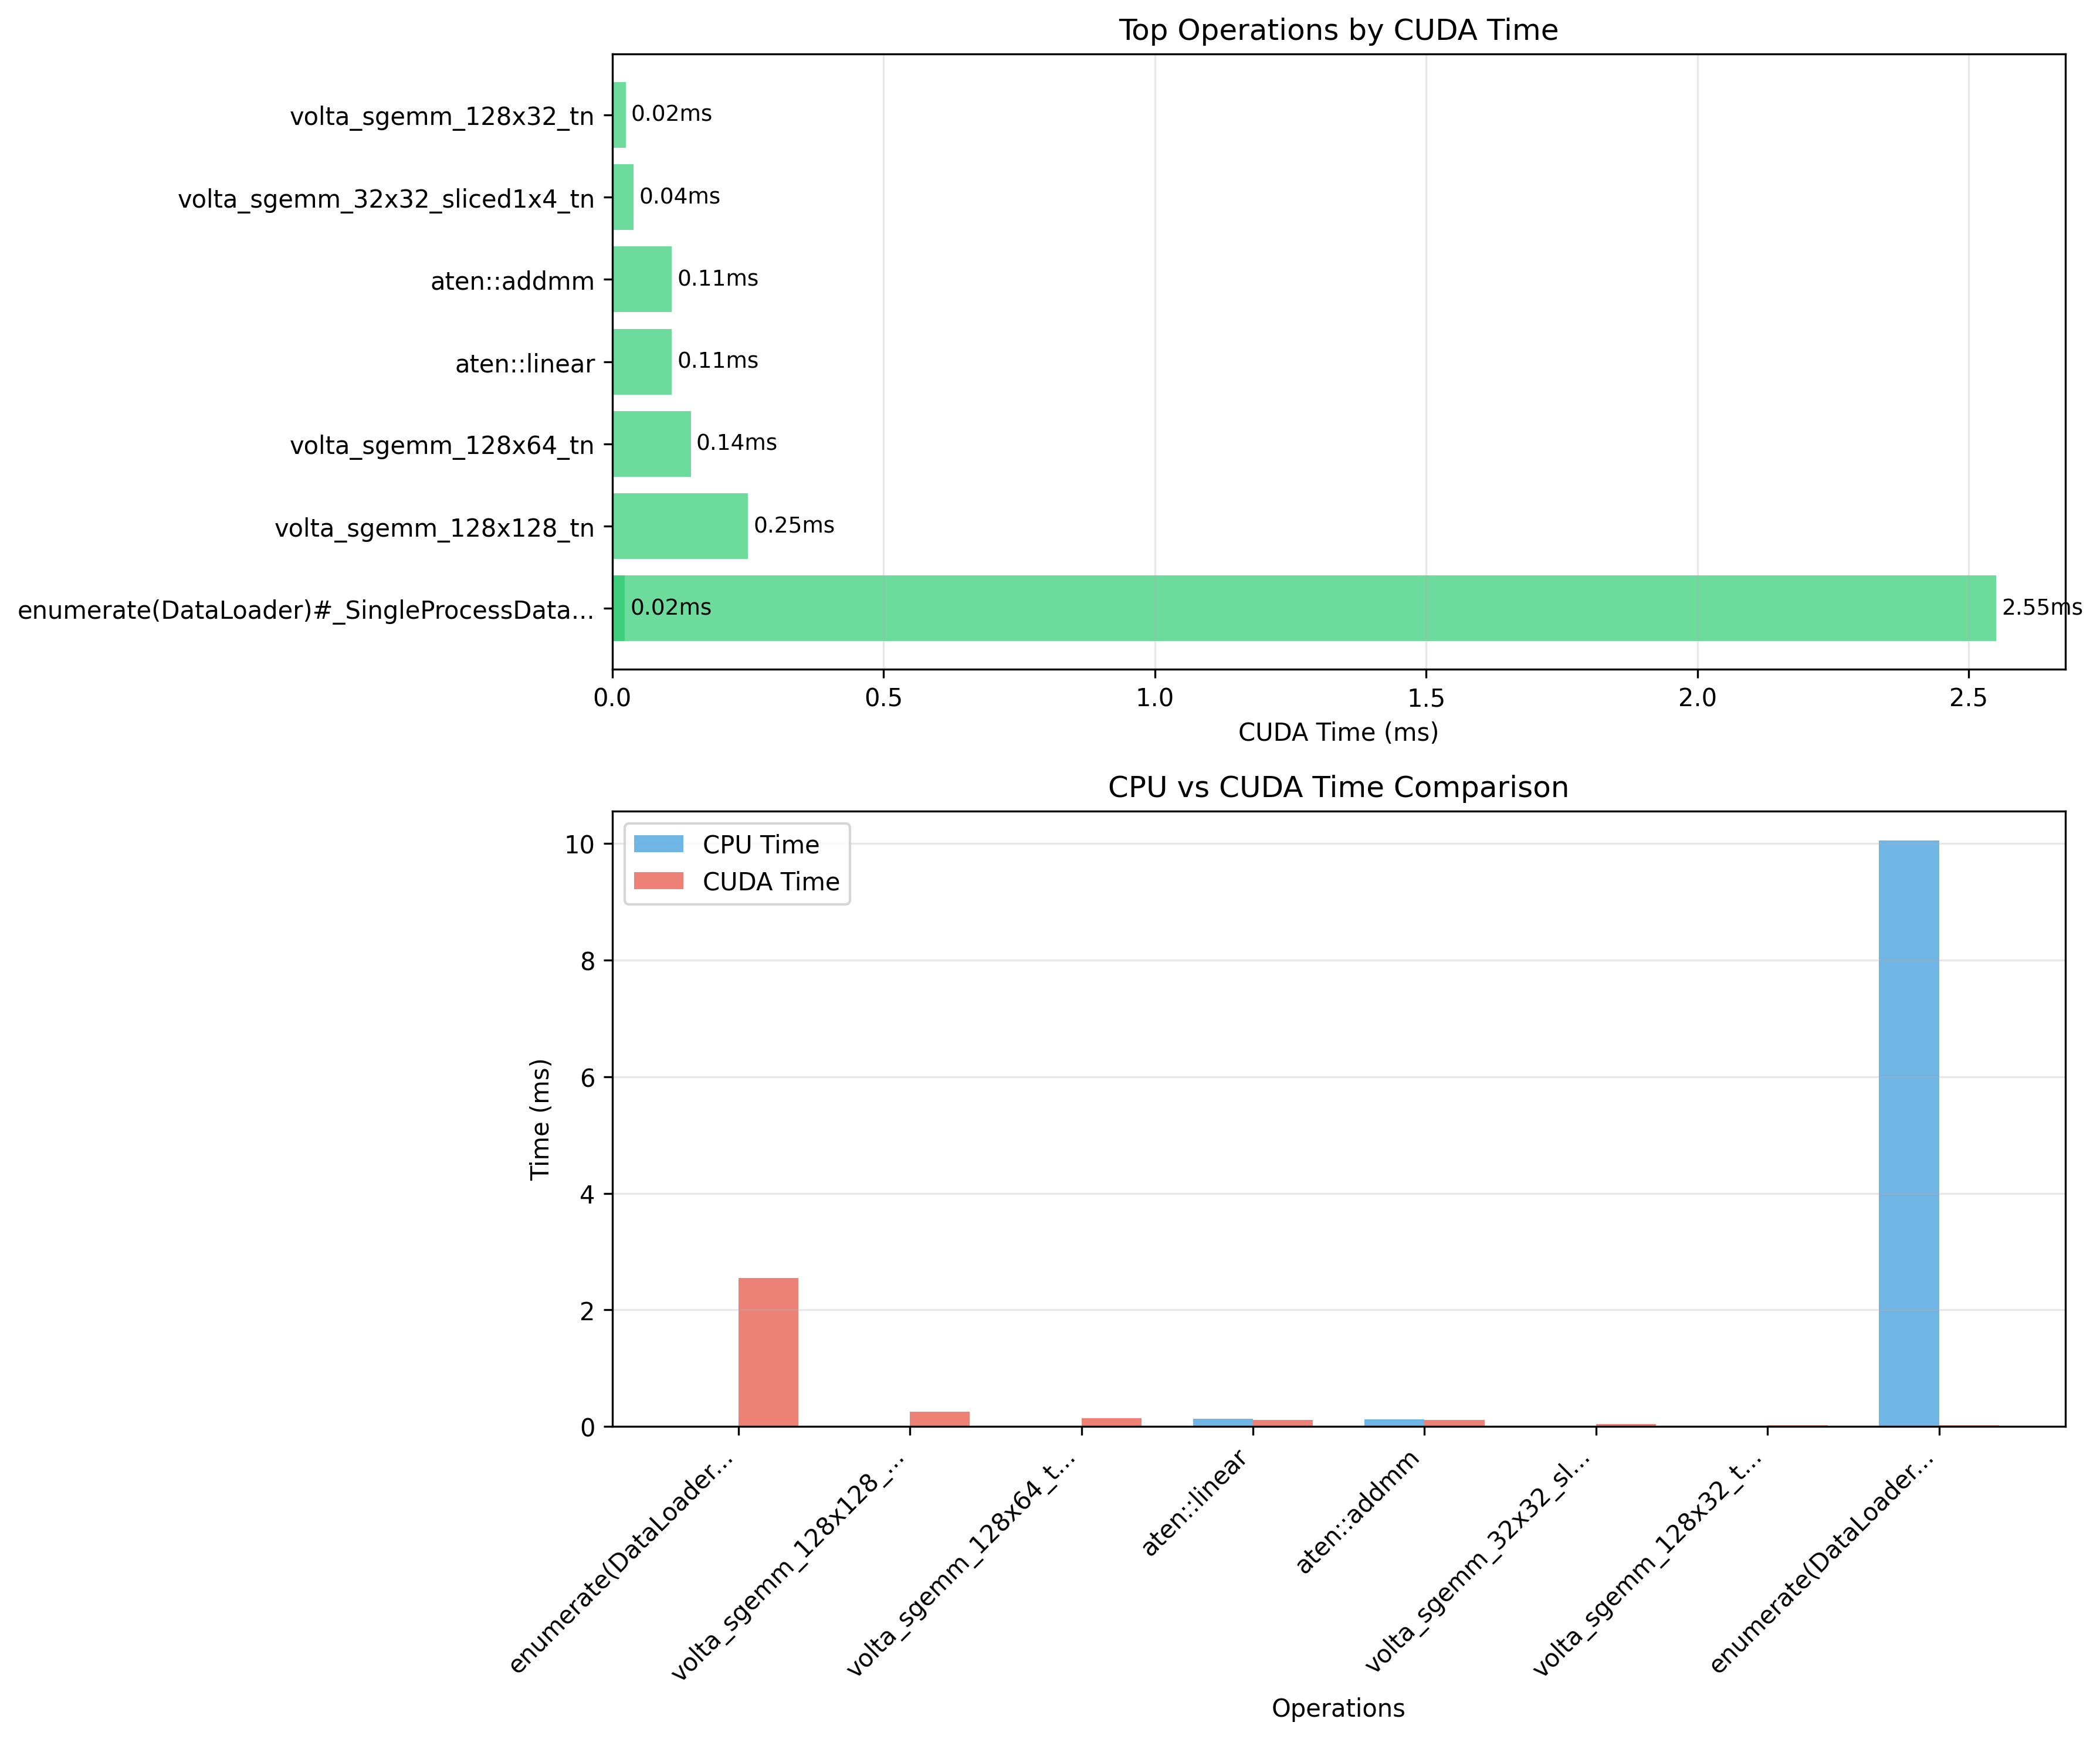 Top Operations by CUDA Time
volta_sgemm_128x32_tn
0.02ms
volta_sgemm_32x32_sliced1x4_tn
0.04ms
aten::addmm
0.11ms
aten::linear
0.11ms
volta_sgemm_128x64_tn
0.14ms
volta_sgemm_128x128_tn
0.25ms
enumerate(DataLoader)#_SingleProcessData...
0.02ms
2.55ms
0.0 0.5 1.0 1.5 2.0 2.5
CUDA Time (ms)
CPU vs CUDA Time Comparison
CPU Time
CUDA Time
10
8
6
4
2
0
Time (ms)
enumerate(DataLoader...
volta_sgemm_128x128_...
volta_sgemm_128x64_t...
aten::linear
aten::addmm
volta_sgemm_32x32_sl...
volta_sgemm_128x32_t...
enumerate(DataLoader...
Operations